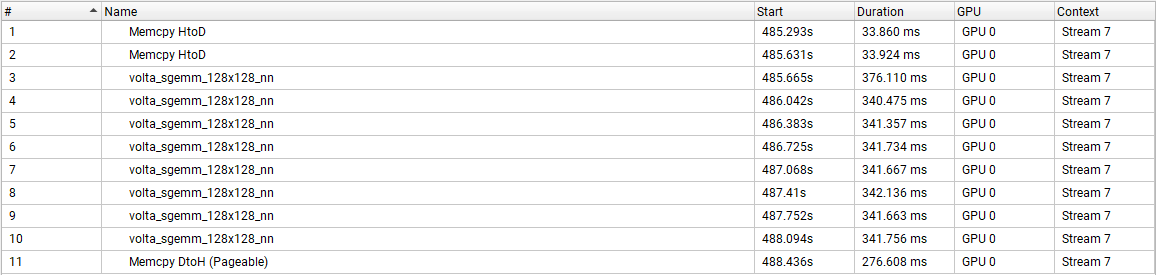 # Name Start Duration GPU Context
1 Memcpy HtoD 485.293s 33.860 ms GPU 0 Stream 7
2 Memcpy HtoD 485.631s 33.924 ms GPU 0 Stream 7
3 volta_sgemm_128x128_nn 485.665s 376.110 ms GPU 0 Stream 7
4 volta_sgemm_128x128_nn 486.042s 340.475 ms GPU 0 Stream 7
5 volta_sgemm_128x128_nn 486.383s 341.357 ms GPU 0 Stream 7
6 volta_sgemm_128x128_nn 486.725s 341.734 ms GPU 0 Stream 7
7 volta_sgemm_128x128_nn 487.068s 341.667 ms GPU 0 Stream 7
8 volta_sgemm_128x128_nn 487.41s 342.136 ms GPU 0 Stream 7
9 volta_sgemm_128x128_nn 487.752s 341.663 ms GPU 0 Stream 7
10 volta_sgemm_128x128_nn 488.094s 341.756 ms GPU 0 Stream 7
11 Memcpy DtoH (Pageable) 488.436s 276.608 ms GPU 0 Stream 7